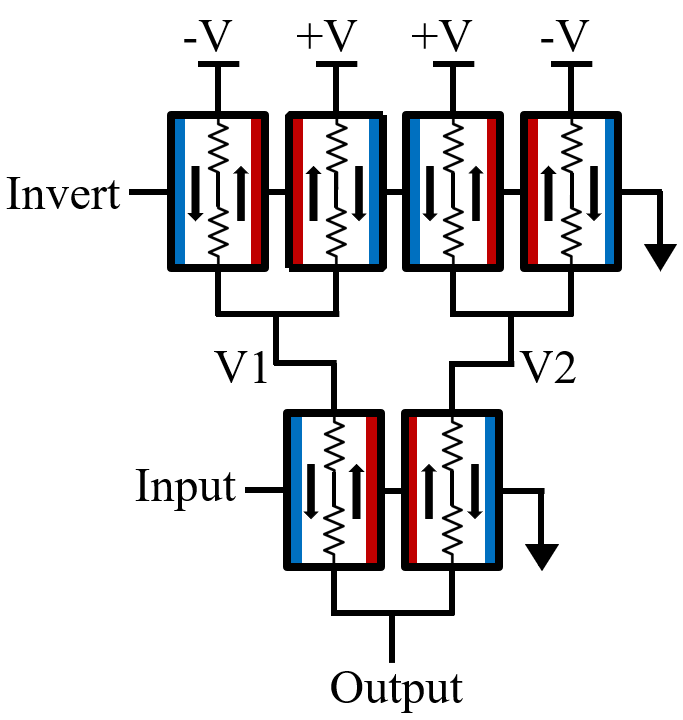 -V +V +V -V
Invert
V1 V2
Input
Output